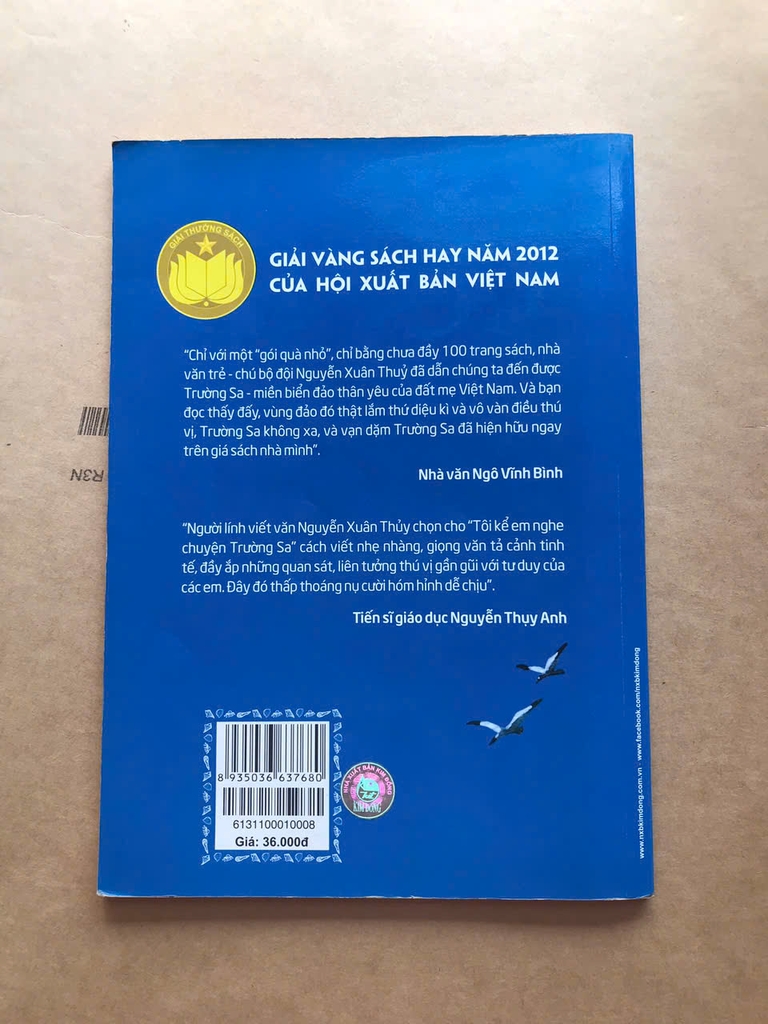 GIẢI THƯỞNG SÁCH
GIẢI VÀNG SÁCH HAY NĂM 2012
CỦA HỘI XUẤT BẢN VIỆT NAM
"Chỉ với một "gói quà nhỏ", chỉ bằng chưa đầy 100 trang sách, nhà
văn trẻ - chú bộ đội Nguyễn Xuân Thuỷ đã dẫn chúng ta đến được
Trường Sa - miền biển đảo thân yêu của đất mẹ Việt Nam. Và bạn
đọc thấy đấy, vùng đảo đó thật lắm thứ diệu kì và vô vàn điều thú
vị, Trường Sa không xa, và vạn dặm Trường Sa đã hiện hữu ngay
trên giá sách nhà mình".
Nhà văn Ngô Vĩnh Bình
"Người lính viết văn Nguyễn Xuân Thủy chọn cho "Tôi kể em nghe
chuyện Trường Sa" cách viết nhẹ nhàng, giọng văn tả cảnh tinh
tế, đầy ắp những quan sát, liên tưởng thú vị gần gũi với tư duy của
các em. Đây đó thấp thoáng nụ cười hóm hỉnh dễ chịu".
Tiến sĩ giáo dục Nguyễn Thụy Anh
8 935036 637680
6131100010008
Giá: 36.000đ
NHÀ XUẤT BẢN KIM ĐỒNG
KIM ĐỒNG
www.nxbkimdong.com.vn - www.facebook.com/nxbkimdong
R3N